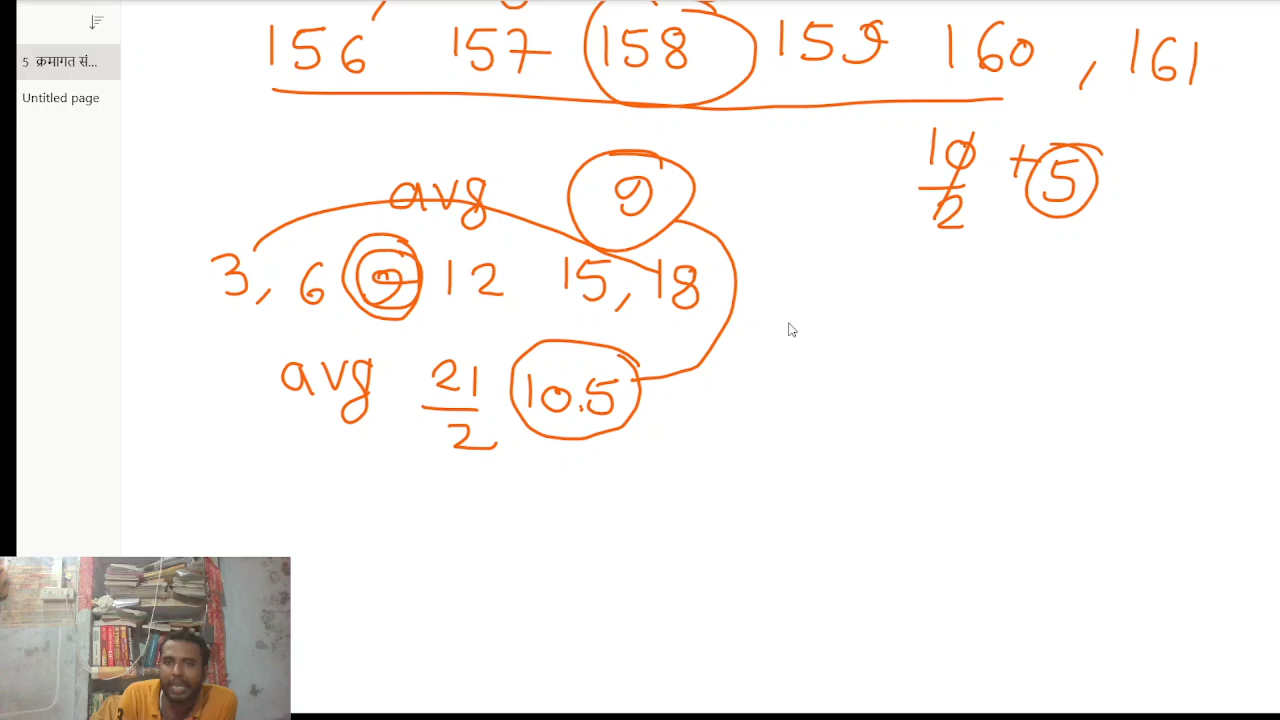 5 क्रमागत सं...
Untitled page
156 157 158 159 160 , 161
10/2 + 5
avg 9
3, 6 9 12 15, 18
avg 21/2 10.5